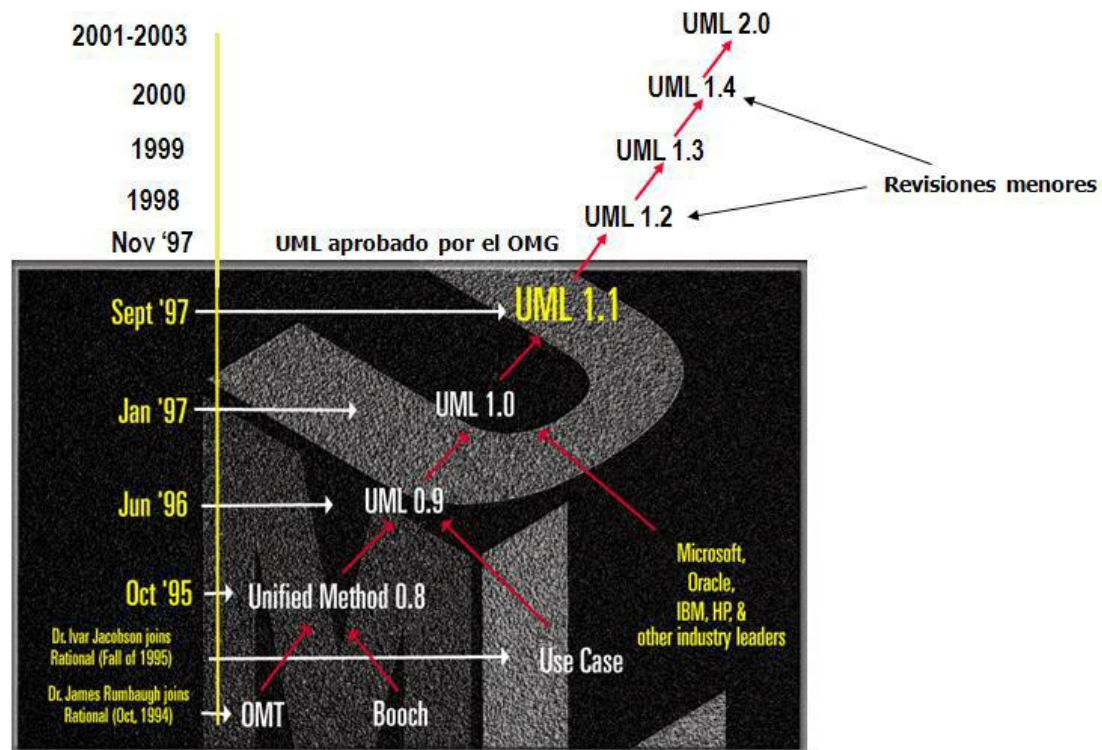 2001-2003
UML 2.0
2000
UML 1.4
1999
UML 1.3
Revisiones menores
1998
UML 1.2
Nov ‘97
UML aprobado por el OMG
Sept '97
UML 1.1
Jan '97
UML 1.0
Jun '96
UML 0.9
Microsoft,
Oracle,
IBM, HP, &
other industry leaders
Oct '95
Unified Method 0.8
Dr. Ivar Jacobson joins
Rational (Fall of 1995)
Use Case
Dr. James Rumbaugh joins
Rational (Oct, 1994)
OMT
Booch